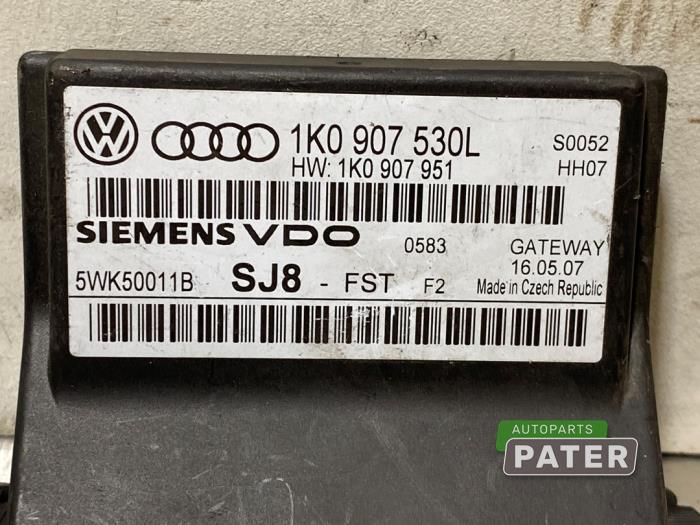 1K0 907 530L
S0052
HW: 1K0 907 951
HH07
SIEMENS VDO
0583
GATEWAY
16.05.07
5WK50011B SJ8 - FST F2
Made in Czech Republic
AUTOPARTS
PATER